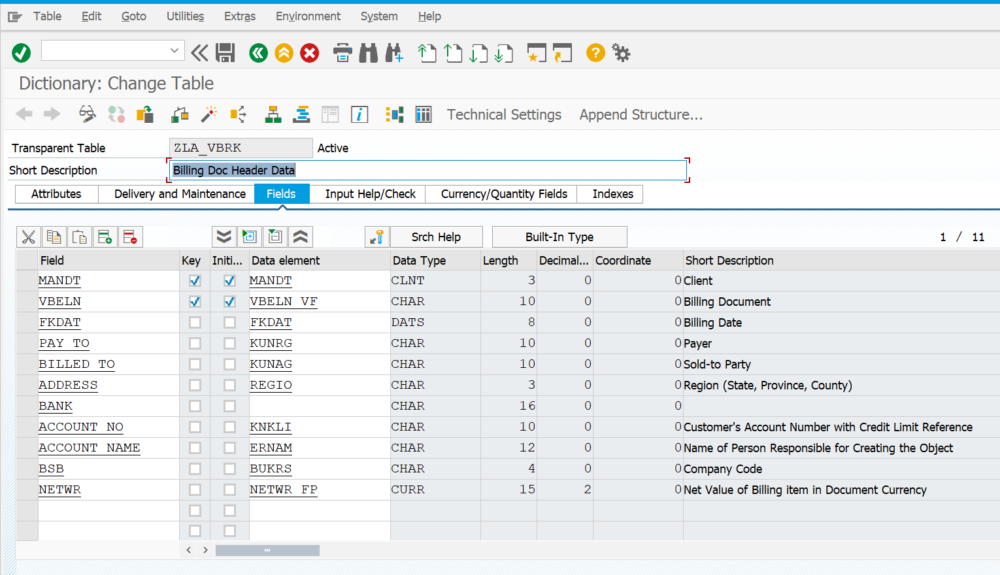 Table Edit Goto Utilities Extras Environment System Help
Dictionary: Change Table
Technical Settings Append Structure...
Transparent Table ZLA_VBRK Active
Short Description Billing Doc Header Data
Attributes Delivery and Maintenance Fields Input Help/Check Currency/Quantity Fields Indexes
Srch Help Built-In Type 1 / 11
Field Key Initi... Data element Data Type Length Decimal... Coordinate Short Description
MANDT MANDT CLNT 3 0 0 Client
VBELN VBELN_VF CHAR 10 0 0 Billing Document
FKDAT FKDAT DATS 8 0 0 Billing Date
PAY_TO KUNRG CHAR 10 0 0 Payer
BILLED_TO KUNAG CHAR 10 0 0 Sold-to Party
ADDRESS REGIO CHAR 3 0 0 Region (State, Province, County)
BANK CHAR 16 0 0
ACCOUNT_NO KNKLI CHAR 10 0 0 Customer's Account Number with Credit Limit Reference
ACCOUNT_NAME ERNAM CHAR 12 0 0 Name of Person Responsible for Creating the Object
BSB BUKRS CHAR 4 0 0 Company Code
NETWR NETWR_FP CURR 15 2 0 Net Value of Billing item in Document Currency